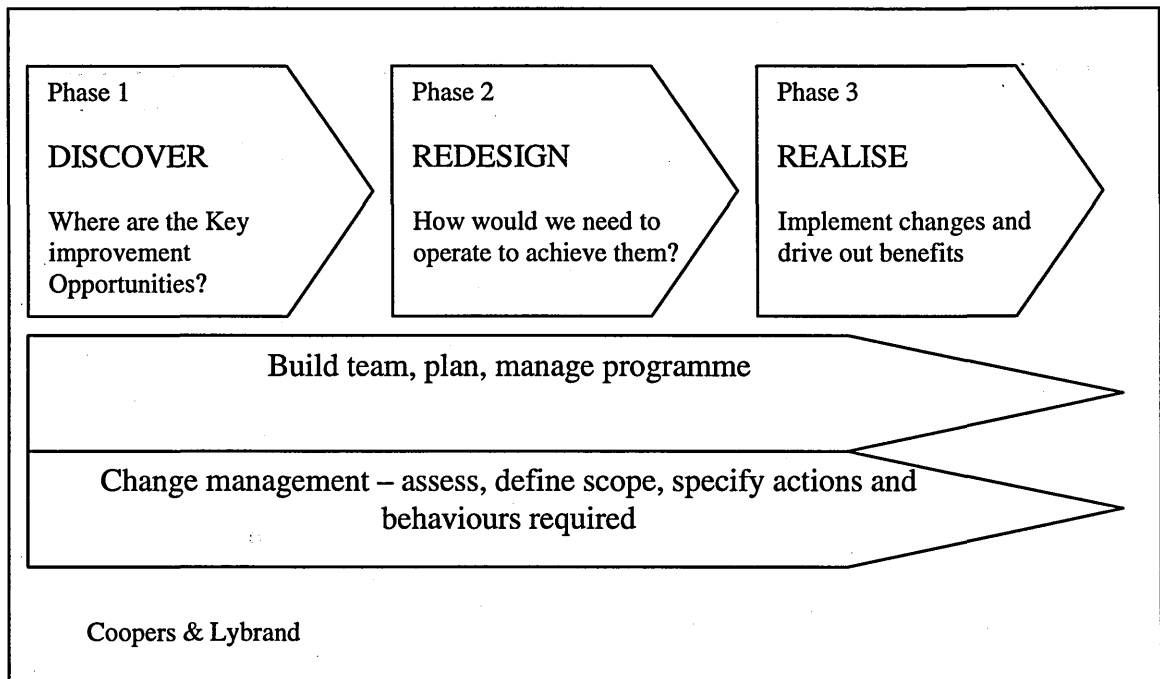 Phase 1
DISCOVER
Where are the Key
improvement
Opportunities?
Phase 2
REDESIGN
How would we need to
operate to achieve them?
Phase 3
REALISE
Implement changes and
drive out benefits
Build team, plan, manage programme
Change management – assess, define scope, specify actions and
behaviours required
Coopers & Lybrand